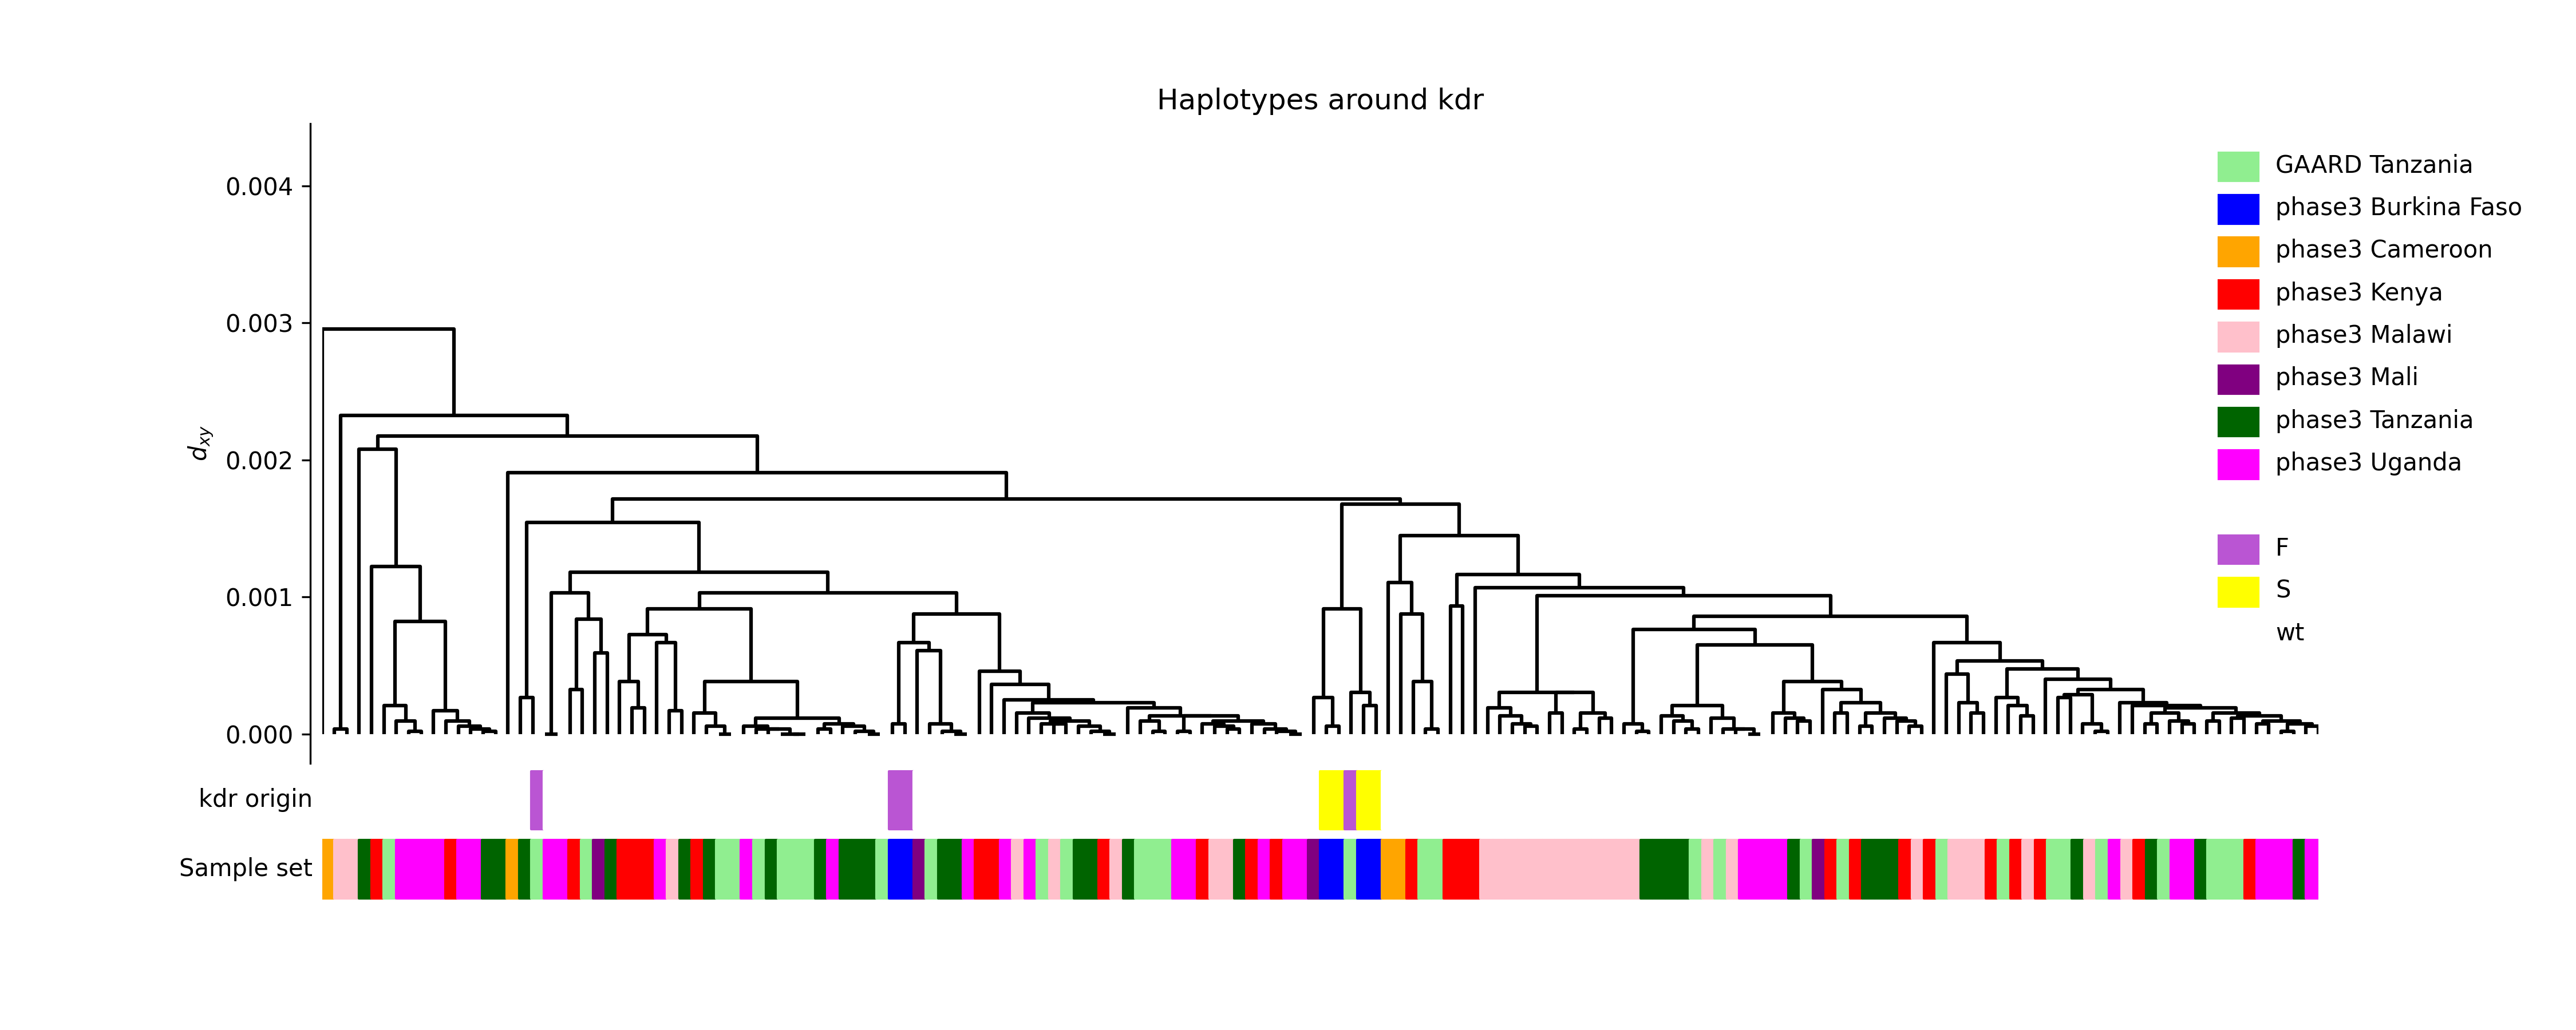 Haplotypes around kdr
0.004
0.003
0.002
0.001
0.000
dxy
GAARD Tanzania
phase3 Burkina Faso
phase3 Cameroon
phase3 Kenya
phase3 Malawi
phase3 Mali
phase3 Tanzania
phase3 Uganda
F
S
wt
kdr origin
Sample set